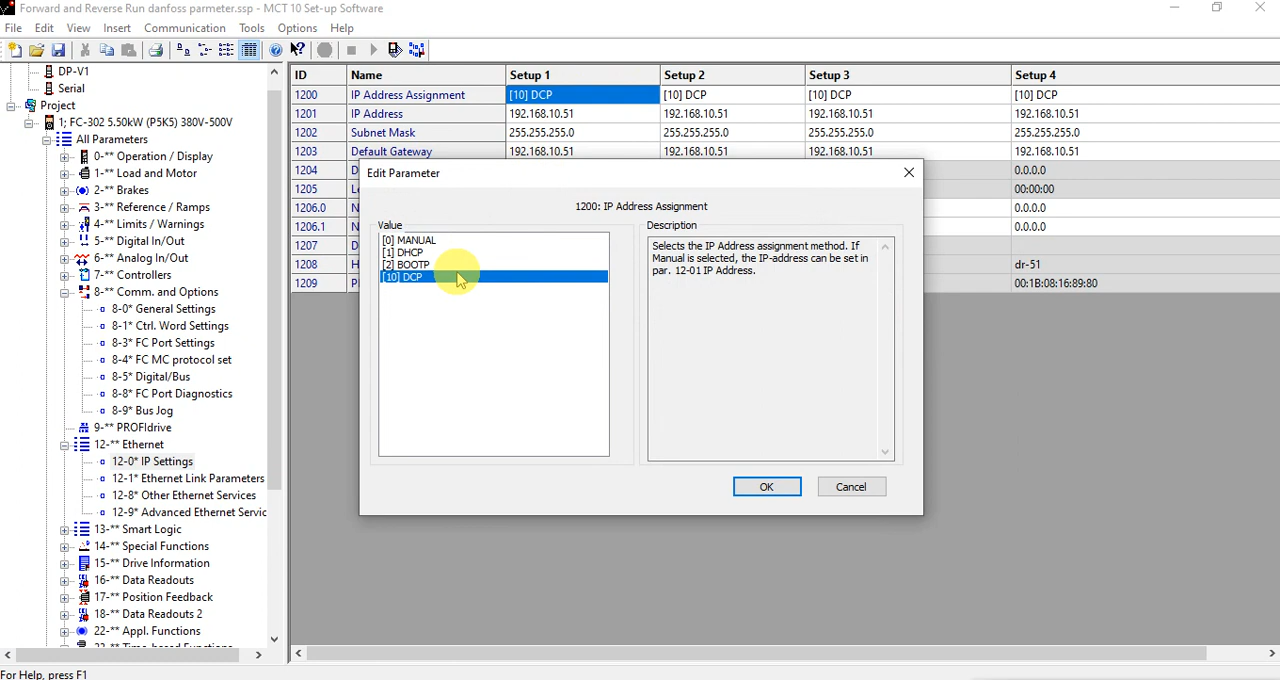 Forward and Reverse Run danfoss parmeter.ssp - MCT 10 Set-up Software
File Edit View Insert Communication Tools Options Help
DP-V1
Serial
Project
1; FC-302 5.50kW (P5K5) 380V-500V
All Parameters
0-** Operation / Display
1-** Load and Motor
2-** Brakes
3-** Reference / Ramps
4-** Limits / Warnings
5-** Digital In/Out
6-** Analog In/Out
7-** Controllers
8-** Comm. and Options
8-0* General Settings
8-1* Ctrl. Word Settings
8-3* FC Port Settings
8-4* FC MC protocol set
8-5* Digital/Bus
8-8* FC Port Diagnostics
8-9* Bus Jog
9-** PROFIdrive
12-** Ethernet
12-0* IP Settings
12-1* Ethernet Link Parameters
12-8* Other Ethernet Services
12-9* Advanced Ethernet Servic
13-** Smart Logic
14-** Special Functions
15-** Drive Information
16-** Data Readouts
17-** Position Feedback
18-** Data Readouts 2
22-** Appl. Functions
ID Name Setup 1 Setup 2 Setup 3 Setup 4
1200 IP Address Assignment [10] DCP [10] DCP [10] DCP [10] DCP
1201 IP Address 192.168.10.51 192.168.10.51 192.168.10.51 192.168.10.51
1202 Subnet Mask 255.255.255.0 255.255.255.0 255.255.255.0 255.255.255.0
1203 Default Gateway 192.168.10.51 192.168.10.51 192.168.10.51 192.168.10.51
1204 D 0.0.0.0
1205 00:00:00
1206.0 N 0.0.0.0
1206.1 N 0.0.0.0
1207 D
1208 H dr-51
1209 P 00:1B:08:16:89:80
Edit Parameter
1200: IP Address Assignment
Value
[0] MANUAL
[1] DHCP
[2] BOOTP
[10] DCP
Description
Selects the IP Address assignment method. If
Manual is selected, the IP-address can be set in
par. 12-01 IP Address.
OK Cancel
For Help, press F1